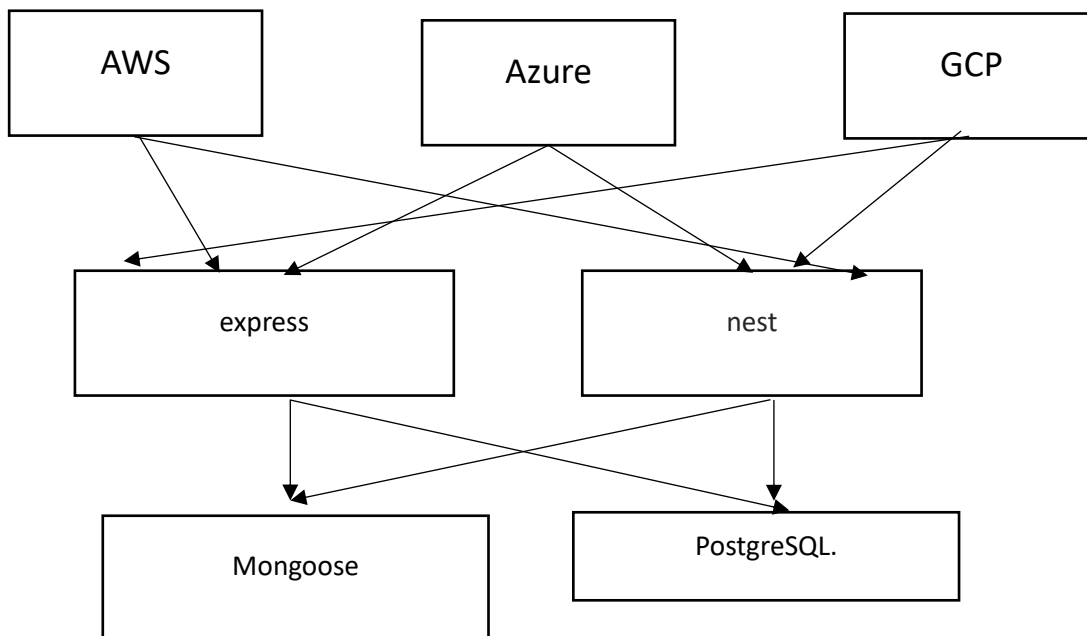 AWS
Azure
GCP
express
nest
Mongoose
PostgreSQL.